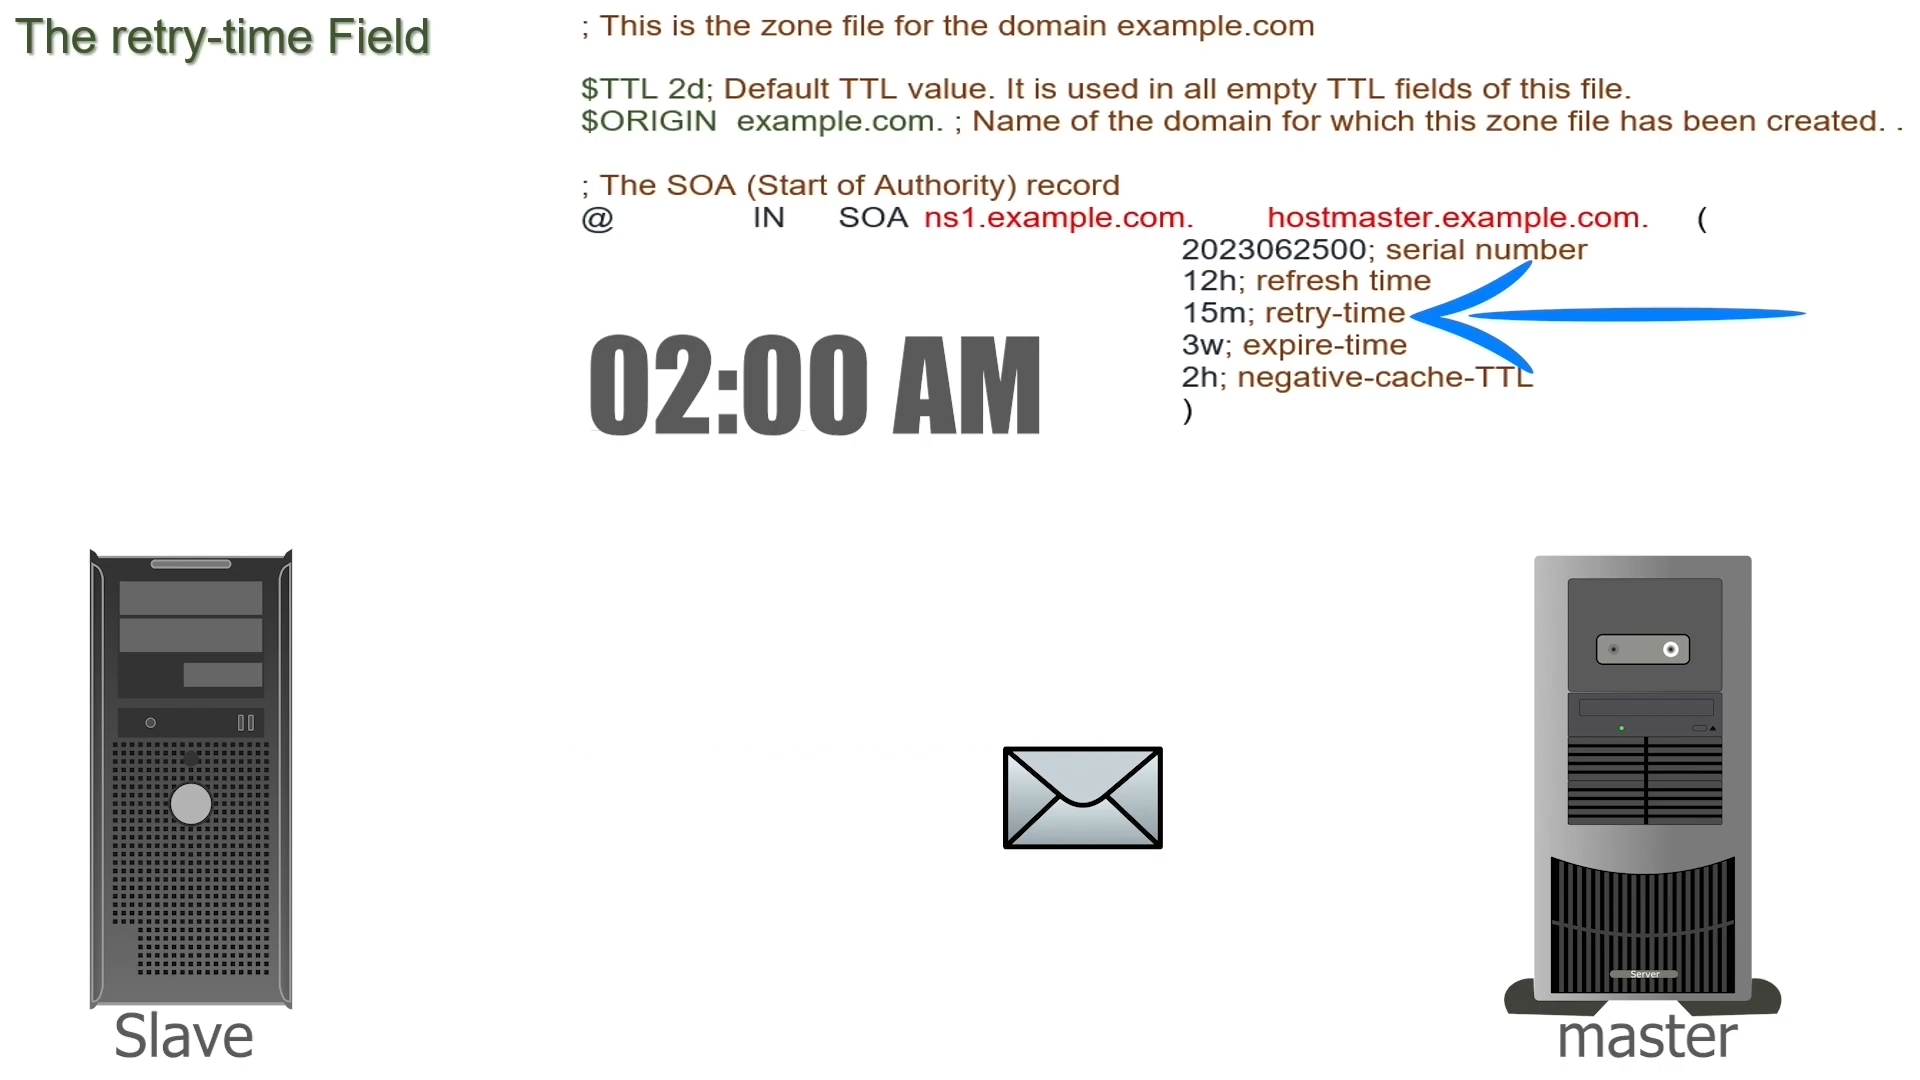 The retry-time Field
; This is the zone file for the domain example.com
$TTL 2d; Default TTL value. It is used in all empty TTL fields of this file.
$ORIGIN example.com. ; Name of the domain for which this zone file has been created. .
; The SOA (Start of Authority) record
@ IN SOA ns1.example.com. hostmaster.example.com. (
2023062500; serial number
12h; refresh time
15m; retry-time
3w; expire-time
2h; negative-cache-TTL
)
02:00 AM
Server
Slave
master